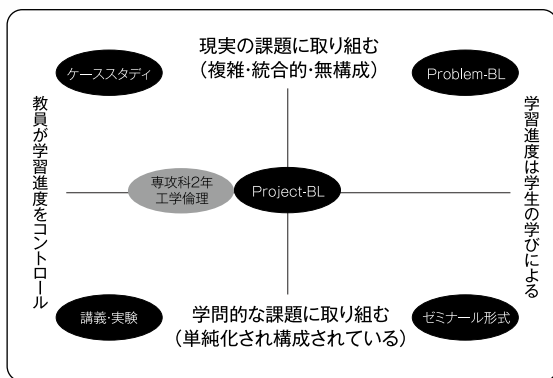 現実の課題に取り組む
(複雑・統合的・無構成)
ケーススタディ
Problem-BL
教員が学習進度をコントロール
学習進度は学生の学びによる
専攻科2年
工学倫理
Project-BL
講義・実験
学問的な課題に取り組む
(単純化され構成されている)
ゼミナール形式